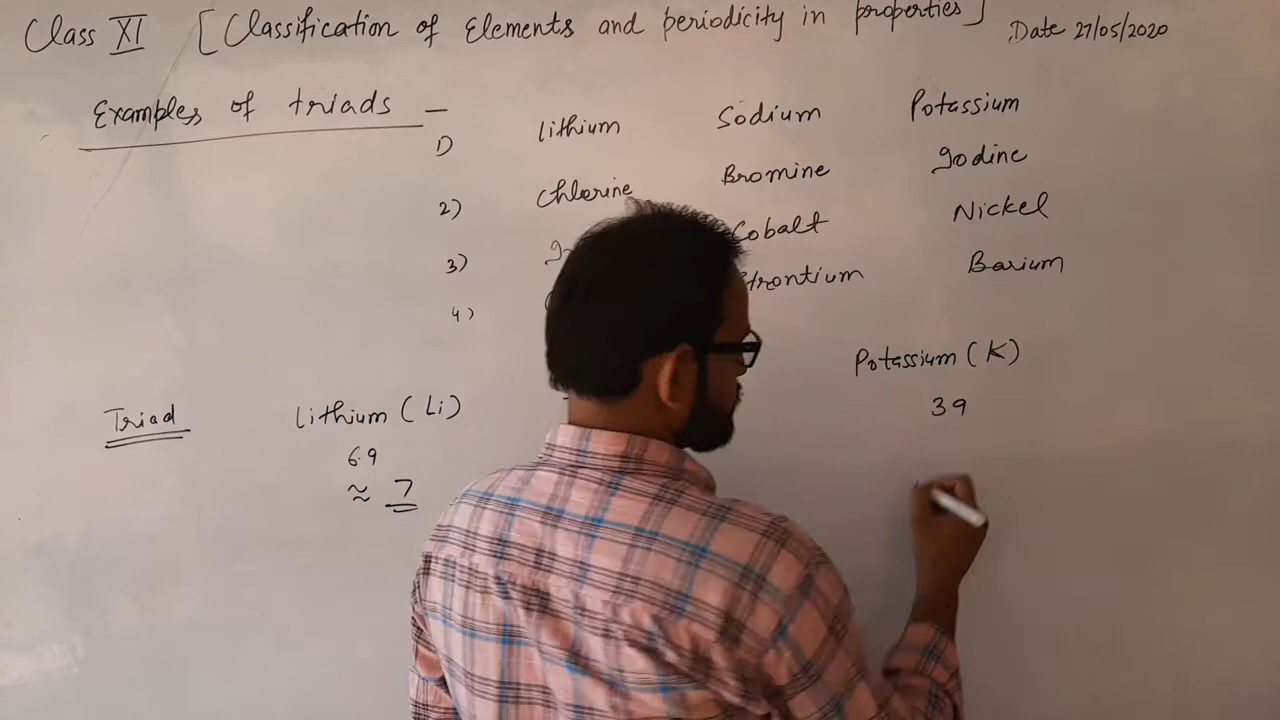 Class XI [Classification of Elements and periodicity in properties] Date 27/05/2020
Examples of triads —
1) Lithium Sodium Potassium
2) Chlorine Bromine Iodine
3) Cobalt Nickel
4) Strontium Barium
Triad Lithium (Li) Potassium (K)
6.9 39
≈ 7